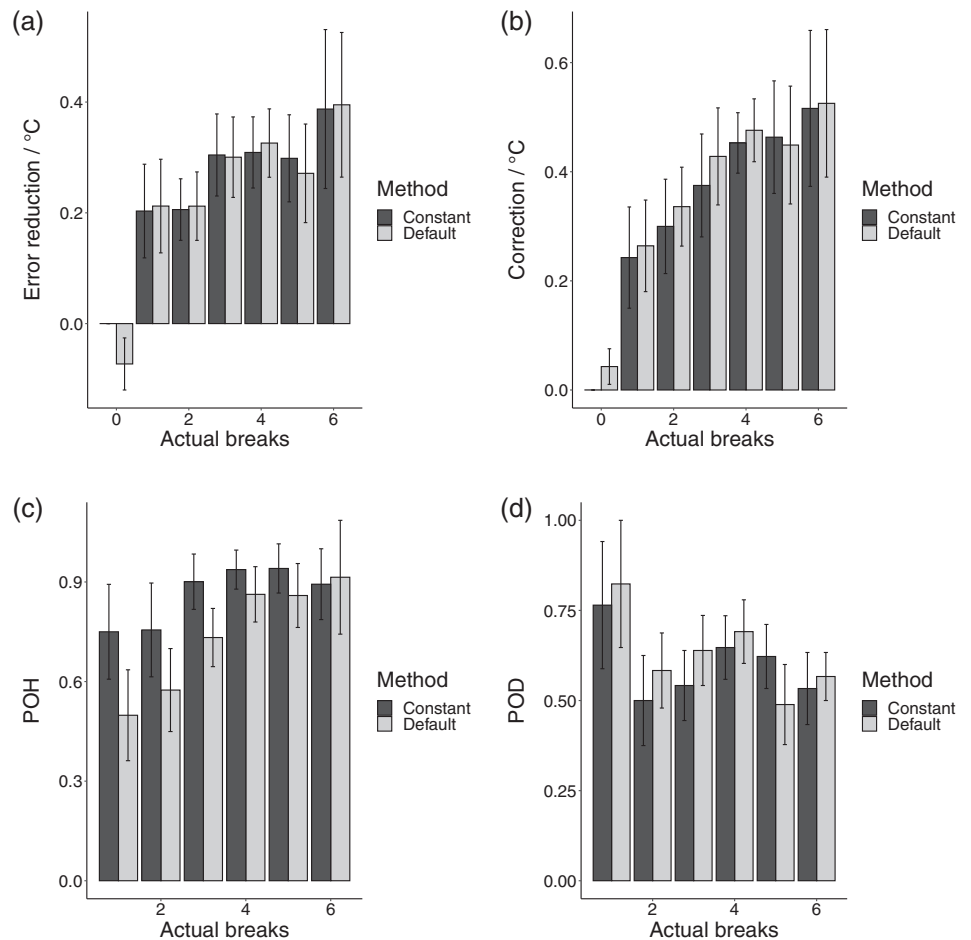 (a)
Error reduction / °C
0.4
0.2
0.0
0
2
4
6
Actual breaks
Method
Constant
Default
(b)
Correction / °C
0.6
0.4
0.2
0.0
0
2
4
6
Actual breaks
Method
Constant
Default
(c)
POH
0.9
0.6
0.3
0.0
2
4
6
Actual breaks
Method
Constant
Default
(d)
POD
1.00
0.75
0.50
0.25
0.00
2
4
6
Actual breaks
Method
Constant
Default